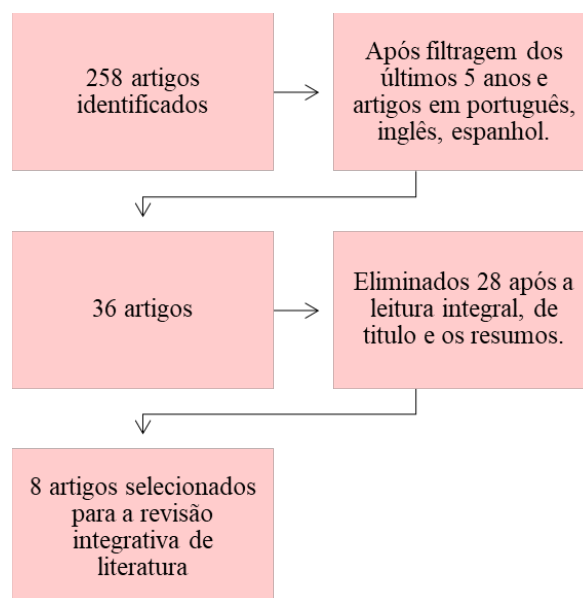 258 artigos
identificados
Após filtragem dos
últimos 5 anos e
artigos em português,
inglês, espanhol.
36 artigos
Eliminados 28 após a
leitura integral, de
titulo e os resumos.
8 artigos selecionados
para a revisão
integrativa de
literatura